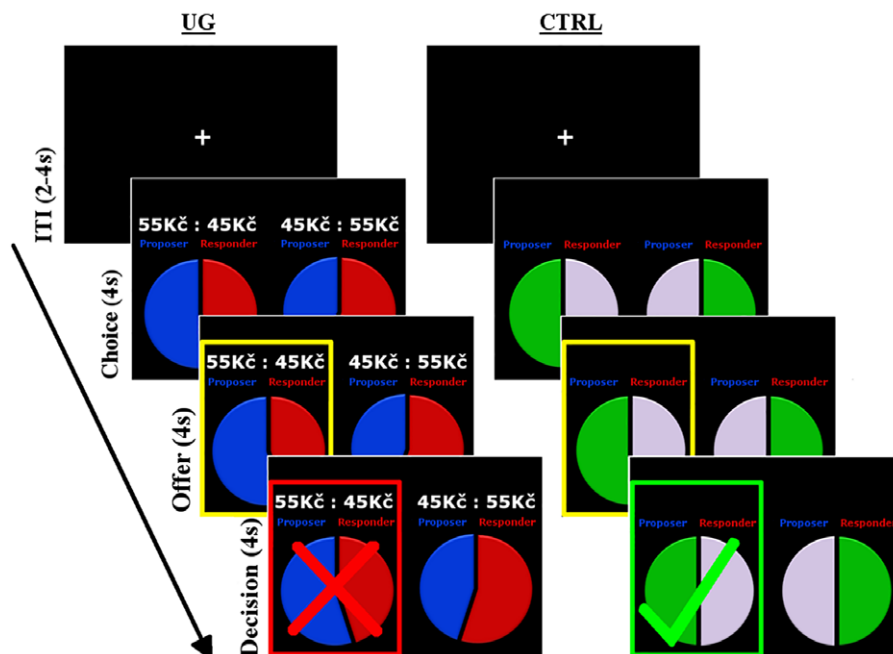 UG
CTRL
+
+
ITI (2-4s)
55Kč : 45Kč 45Kč : 55Kč
Proposer Responder Proposer Responder
Proposer Responder Proposer Responder
Choice (4s)
55Kč : 45Kč 45Kč : 55Kč
Proposer Responder Proposer Responder
Proposer Responder Proposer Responder
Offer (4s)
55Kč : 45Kč 45Kč : 55Kč
Proposer Responder Proposer Responder
Proposer Responder Proposer Responder
Decision (4s)